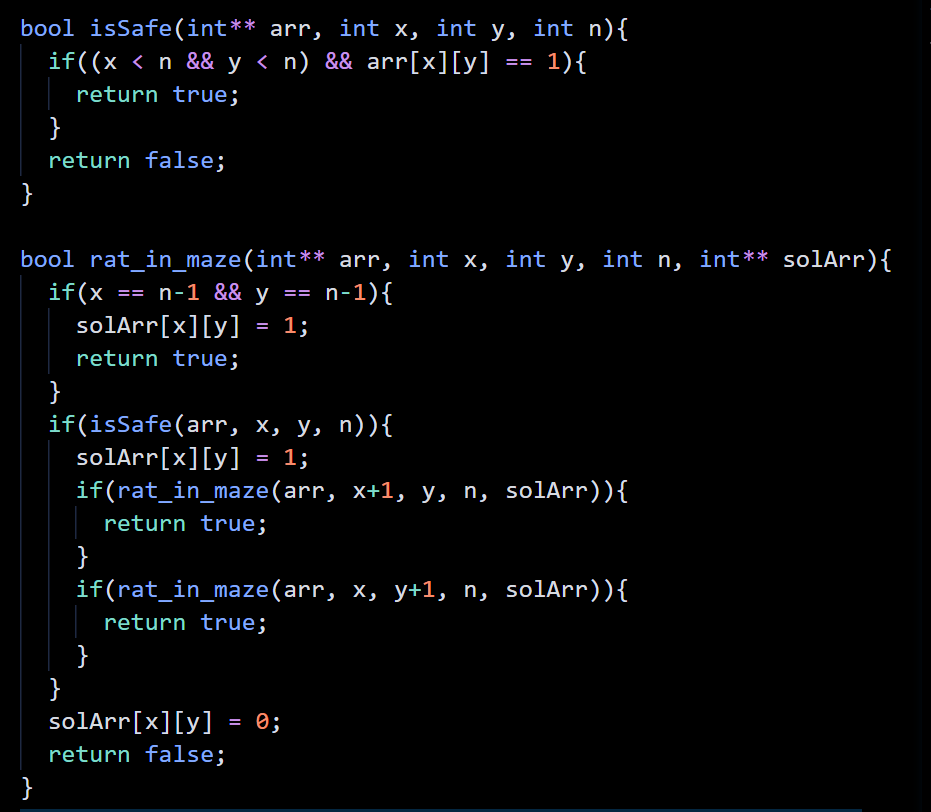 bool isSafe(int** arr, int x, int y, int n){
  if((x < n && y < n) && arr[x][y] == 1){
    return true;
  }
  return false;
}

bool rat_in_maze(int** arr, int x, int y, int n, int** solArr){
  if(x == n-1 && y == n-1){
    solArr[x][y] = 1;
    return true;
  }
  if(isSafe(arr, x, y, n)){
    solArr[x][y] = 1;
    if(rat_in_maze(arr, x+1, y, n, solArr)){
      return true;
    }
    if(rat_in_maze(arr, x, y+1, n, solArr)){
      return true;
    }
  }
  solArr[x][y] = 0;
  return false;
}